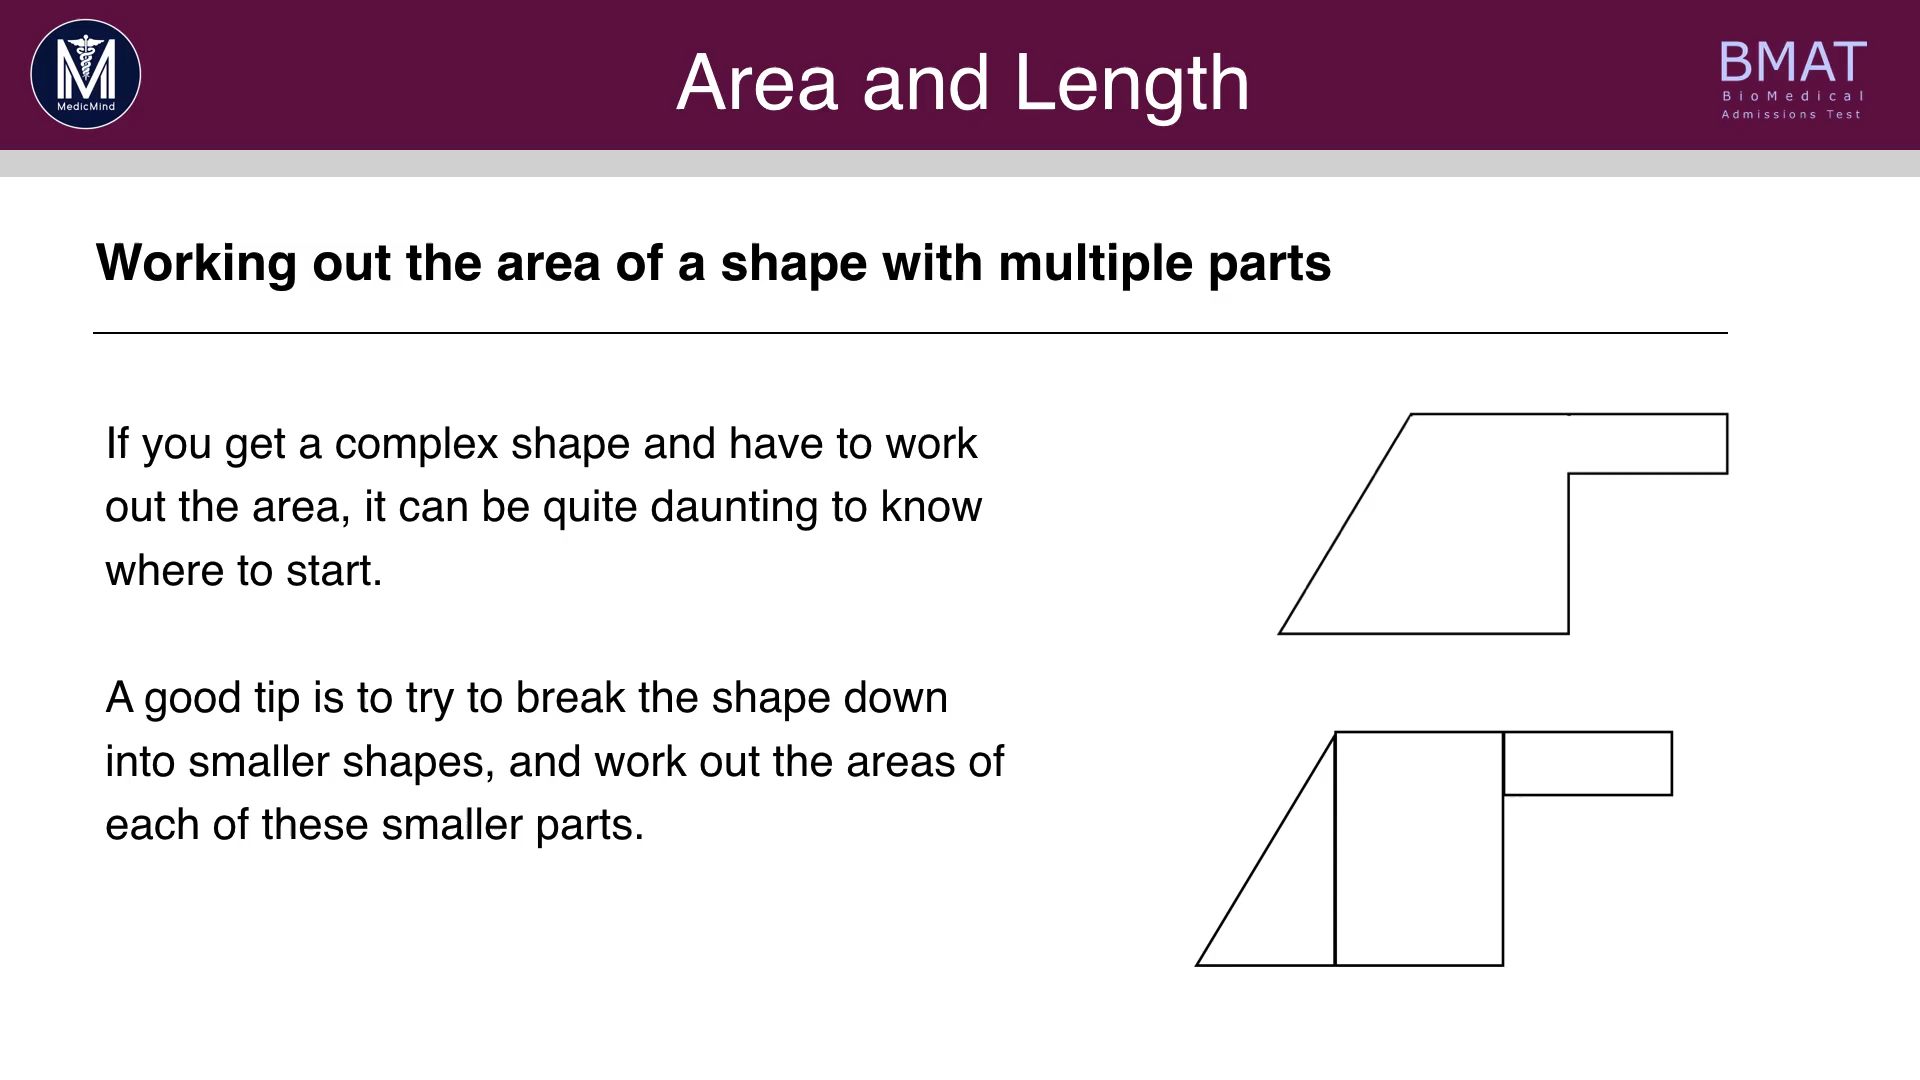 M
MedicMind
Area and Length
BMAT
BioMedical
Admissions Test
Working out the area of a shape with multiple parts
If you get a complex shape and have to work
out the area, it can be quite daunting to know
where to start.
A good tip is to try to break the shape down
into smaller shapes, and work out the areas of
each of these smaller parts.